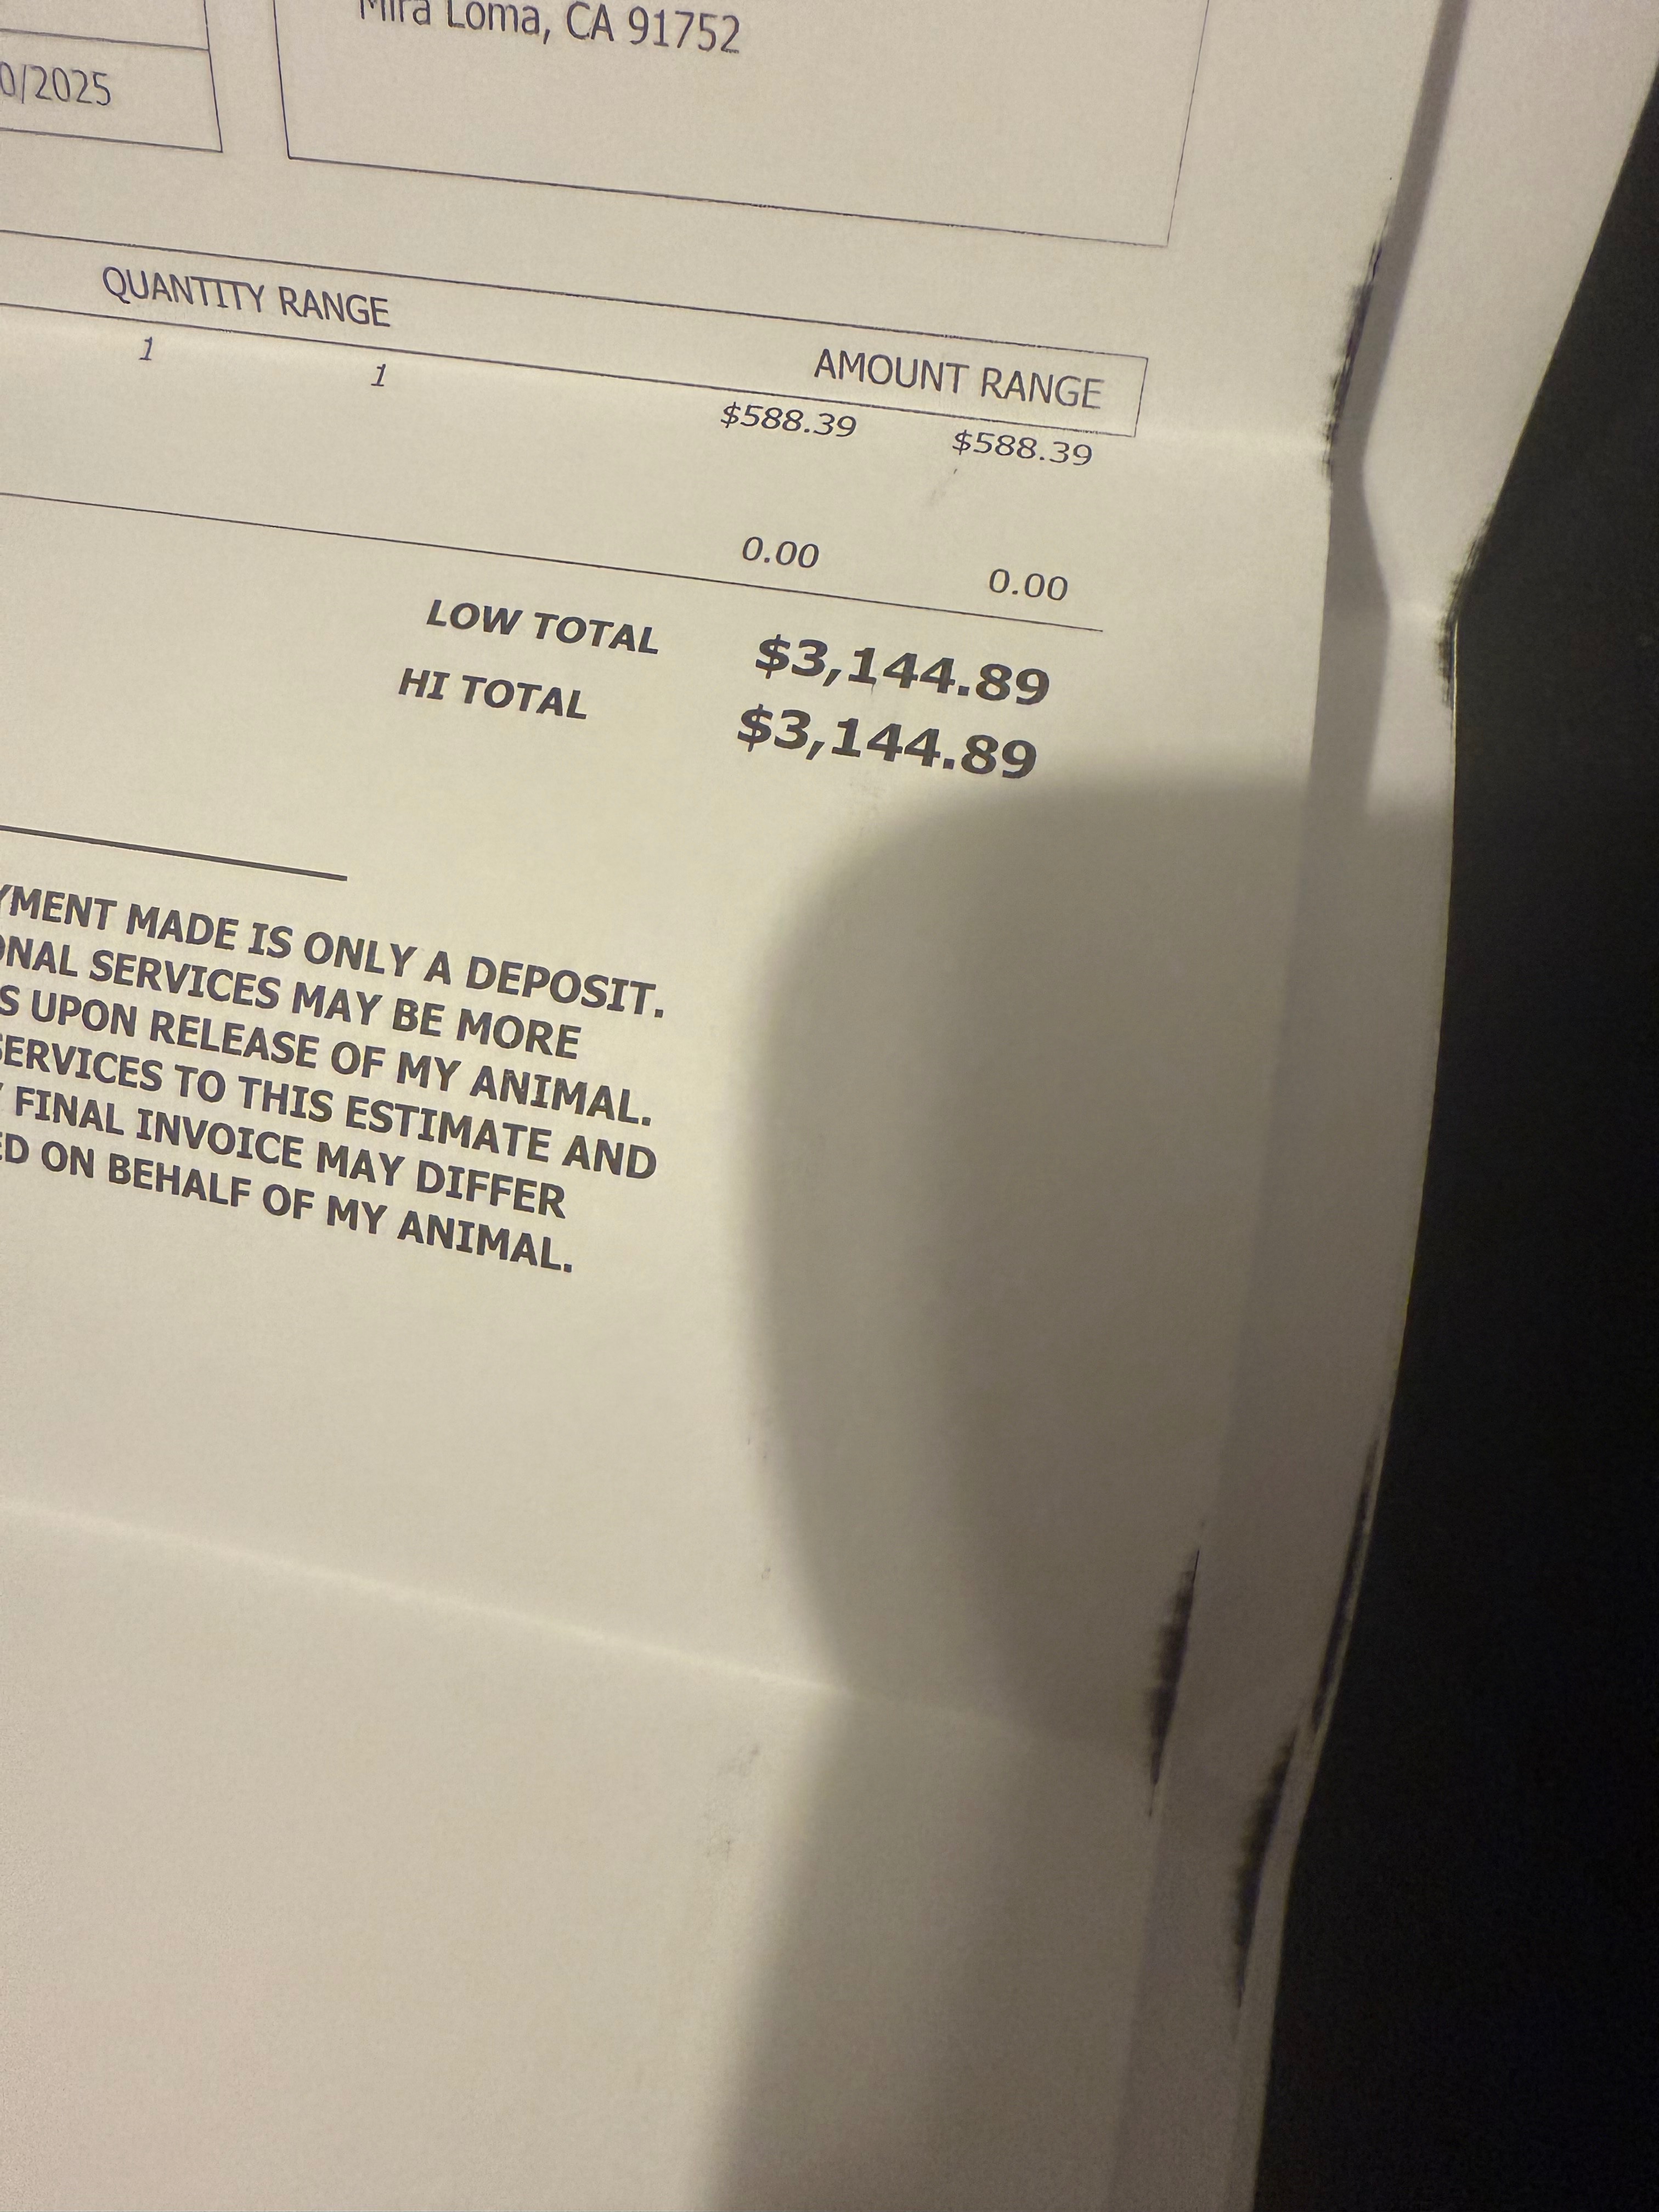 Mira Loma, CA 91752
0/2025
QUANTITY RANGE AMOUNT RANGE
1 1 $588.39 $588.39
0.00 0.00
LOW TOTAL $3,144.89
HI TOTAL $3,144.89
MENT MADE IS ONLY A DEPOSIT.
NAL SERVICES MAY BE MORE
S UPON RELEASE OF MY ANIMAL.
SERVICES TO THIS ESTIMATE AND
FINAL INVOICE MAY DIFFER
ED ON BEHALF OF MY ANIMAL.